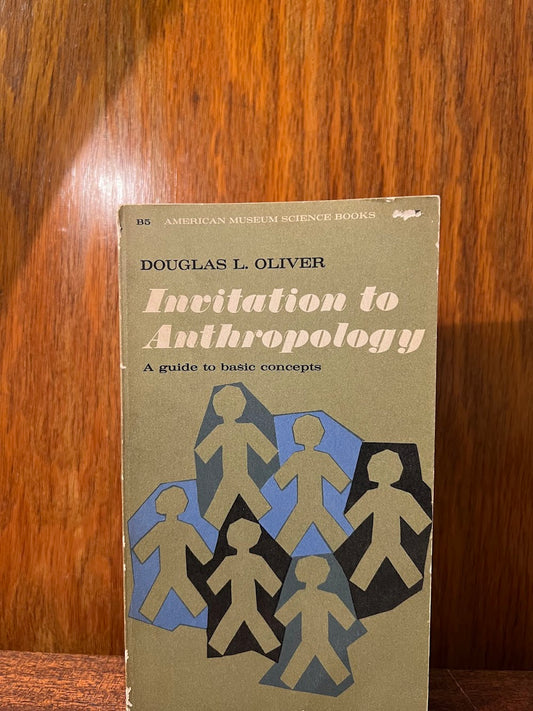 B5 AMERICAN MUSEUM SCIENCE BOOKS
DOUGLAS L. OLIVER
Invitation to
Anthropology
A guide to basic concepts